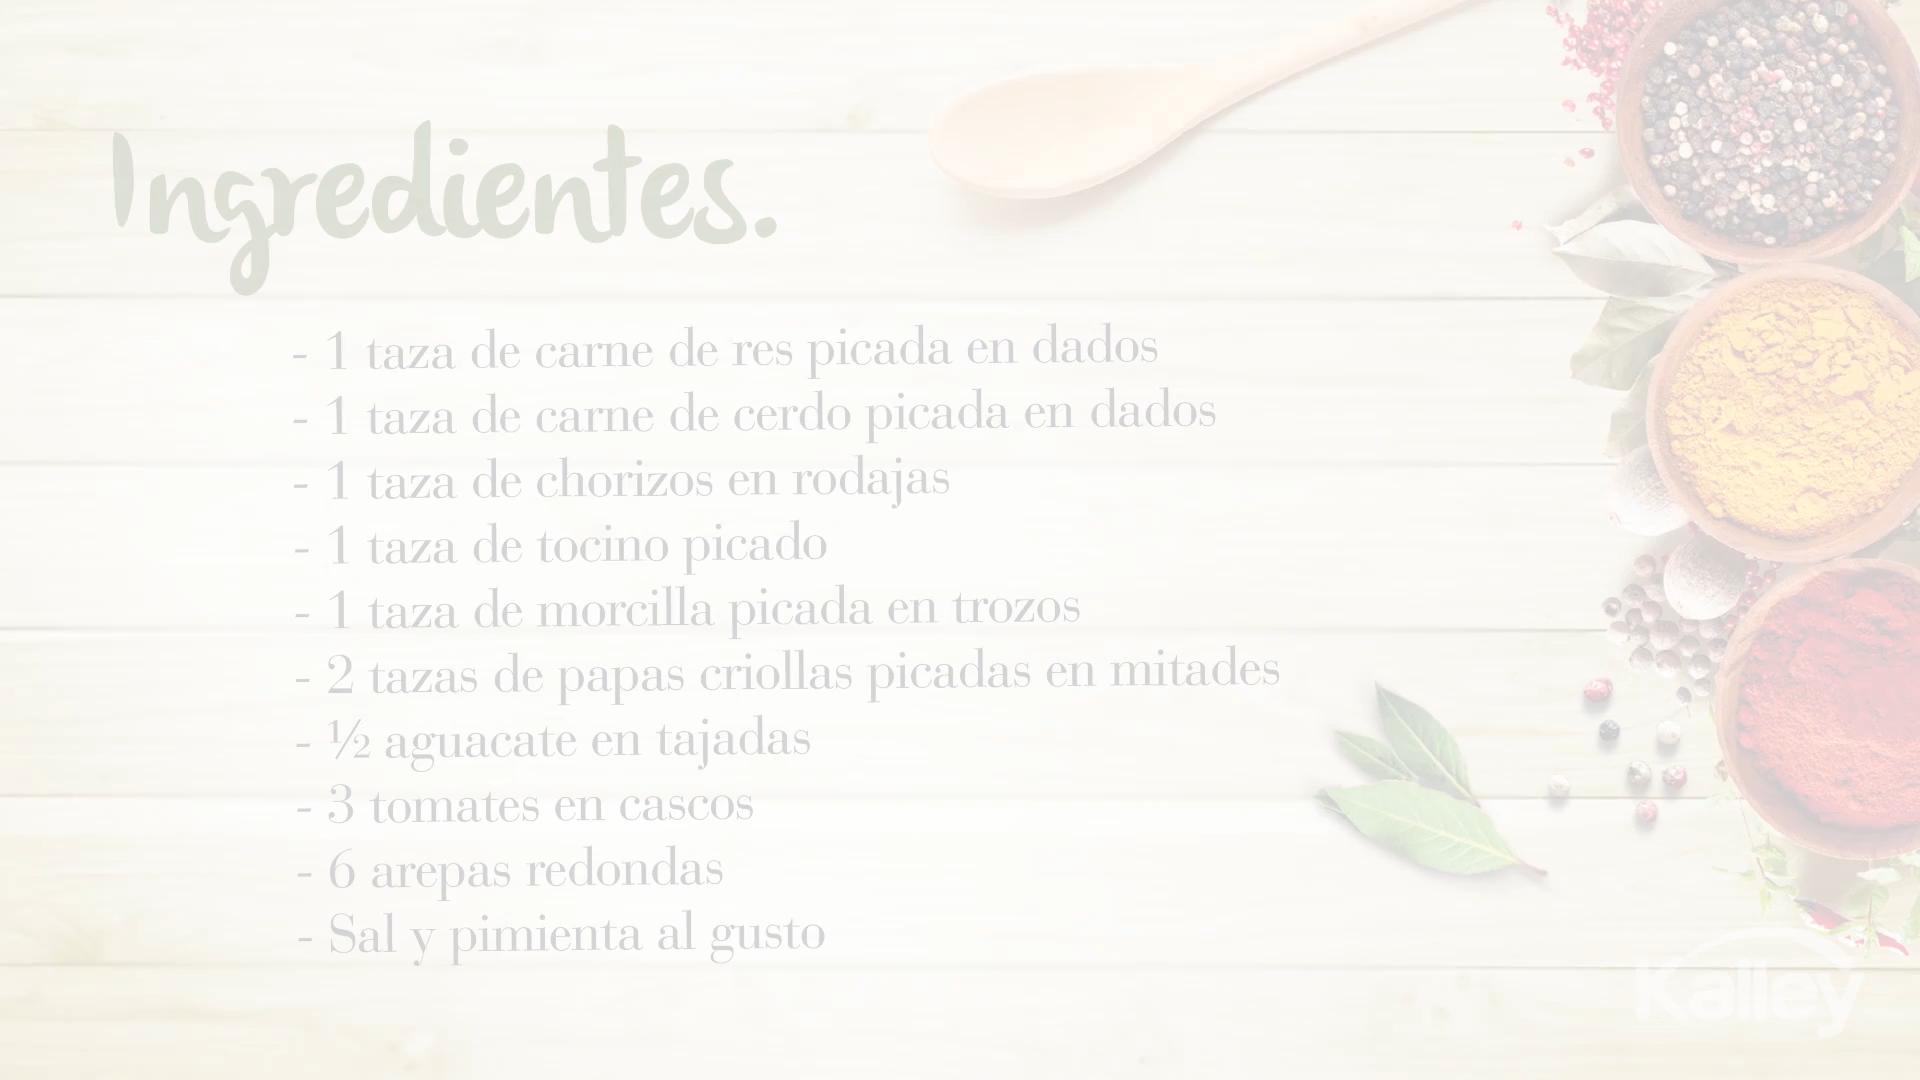 Ingredientes.
- 1 taza de carne de res picada en dados
- 1 taza de carne de cerdo picada en dados
- 1 taza de chorizos en rodajas
- 1 taza de tocino picado
- 1 taza de morcilla picada en trozos
- 2 tazas de papas criollas picadas en mitades
- ½ aguacate en tajadas
- 3 tomates en cascos
- 6 arepas redondas
- Sal y pimienta al gusto
Kalley